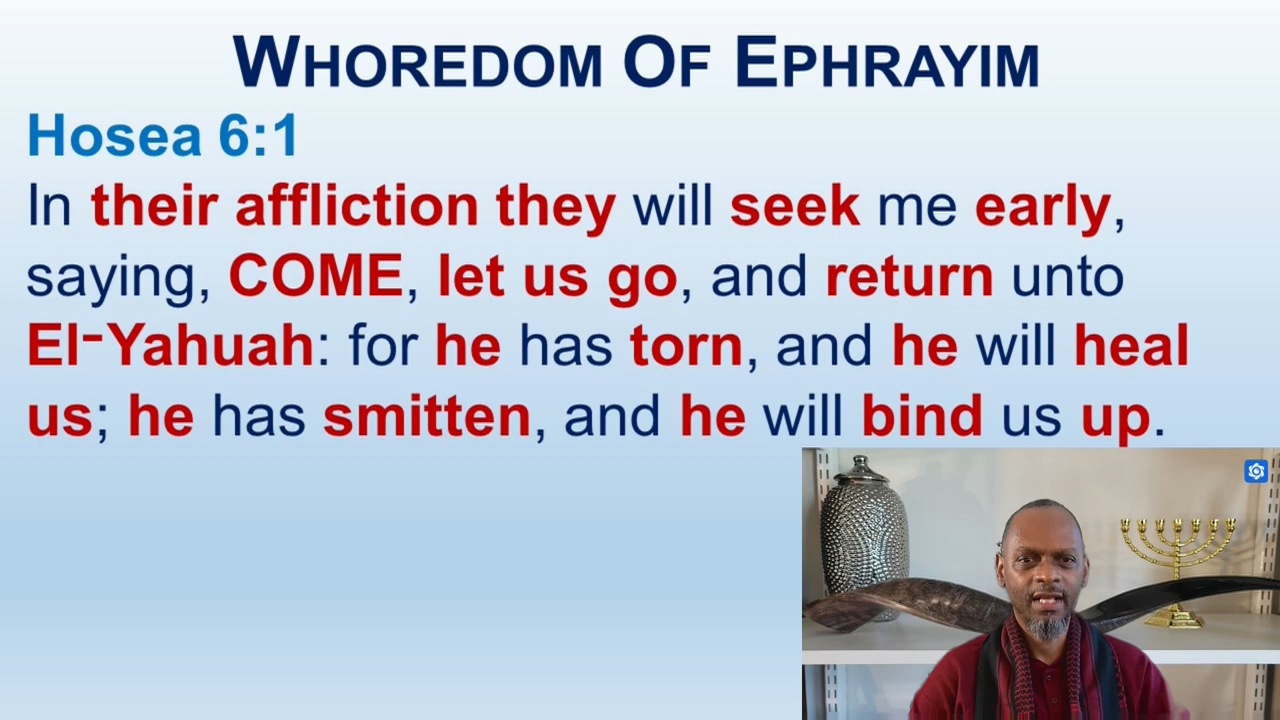 WHOREDOM OF EPHRAYIM
Hosea 6:1
In their affliction they will seek me early,
saying, COME, let us go, and return unto
El-Yahuah: for he has torn, and he will heal
us; he has smitten, and he will bind us up.